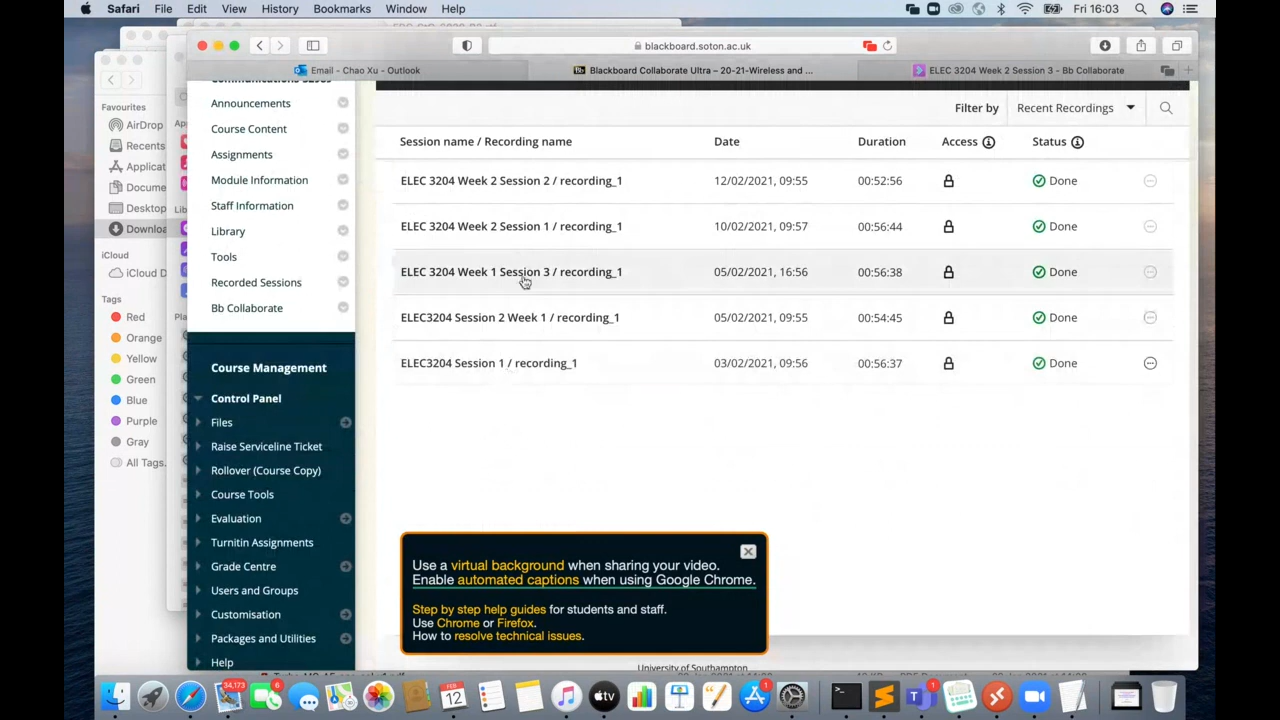 Safari File Edit View History Bookmarks Window Help Fri 16:03
blackboard.soton.ac.uk
Email - Chao Xu - Outlook
Blackboard Collaborate Ultra – 20-21-Wireless and ...
ELEC 3204 Week 2 Session 3 - Bb Collaborate
Favourites
AirDrop
Recents
Applicat
Docume
Desktop
Downloa
iCloud
iCloud D
Tags
Red
Orange
Yellow
Green
Blue
Purple
Gray
All Tags.
Announcements
Course Content
Assignments
Module Information
Staff Information
Library
Tools
Recorded Sessions
Bb Collaborate
Course Management
Control Panel
Files
Raise Serviceline Ticket
Rollover (Course Copy)
Course Tools
Evaluation
Turnitin Assignments
Grade Centre
Users and Groups
Customisation
Packages and Utilities
Help
Filter by Recent Recordings
Session name / Recording name Date Duration Access Status
ELEC 3204 Week 2 Session 2 / recording_1 12/02/2021, 09:55 00:52:56 Done
ELEC 3204 Week 2 Session 1 / recording_1 10/02/2021, 09:57 00:56:44 Done
ELEC 3204 Week 1 Session 3 / recording_1 05/02/2021, 16:56 00:56:38 Done
ELEC3204 Session 2 Week 1 / recording_1 05/02/2021, 09:55 00:54:45 Done
ELEC3204 Session 1 / recording_1 03/02/2021, 09:56 00:56:37 Done
Use a virtual background when sharing your video.
Enable automated captions when using Google Chrome.
Step by step help guides for students and staff.
Use Chrome or Firefox.
How to resolve technical issues.
University of Southampton
34,173
6
FEB
12
tv